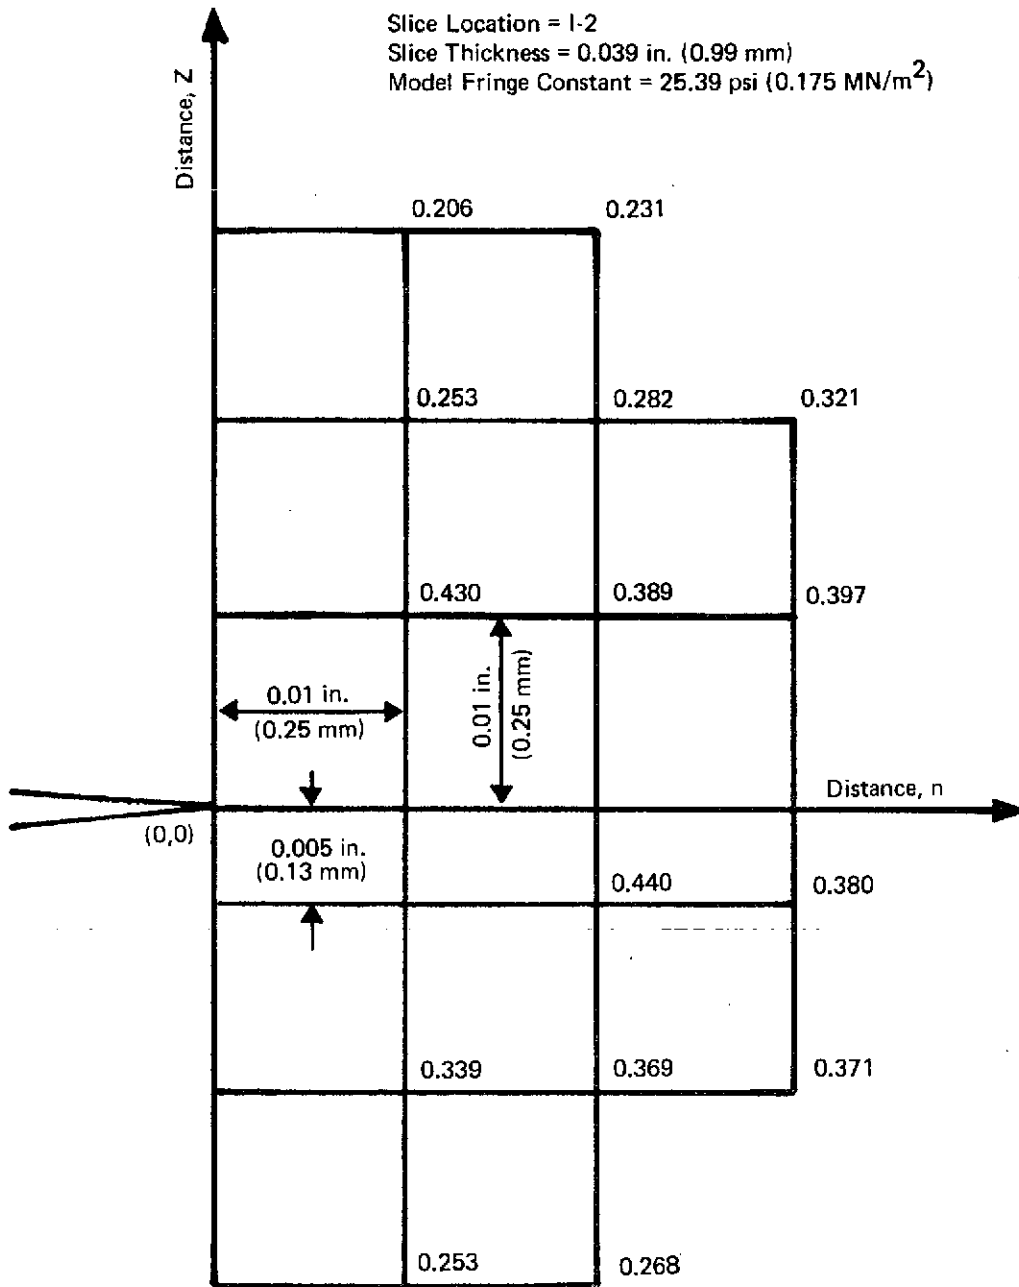 Slice Location = I-2
Slice Thickness = 0.039 in. (0.99 mm)
Model Fringe Constant = 25.39 psi (0.175 MN/m²)
Distance, Z
0.206
0.231
0.253
0.282
0.321
0.430
0.389
0.397
0.01 in.
(0.25 mm)
0.01 in.
(0.25 mm)
Distance, n
(0,0)
0.005 in.
(0.13 mm)
0.440
0.380
0.339
0.369
0.371
0.253
0.268